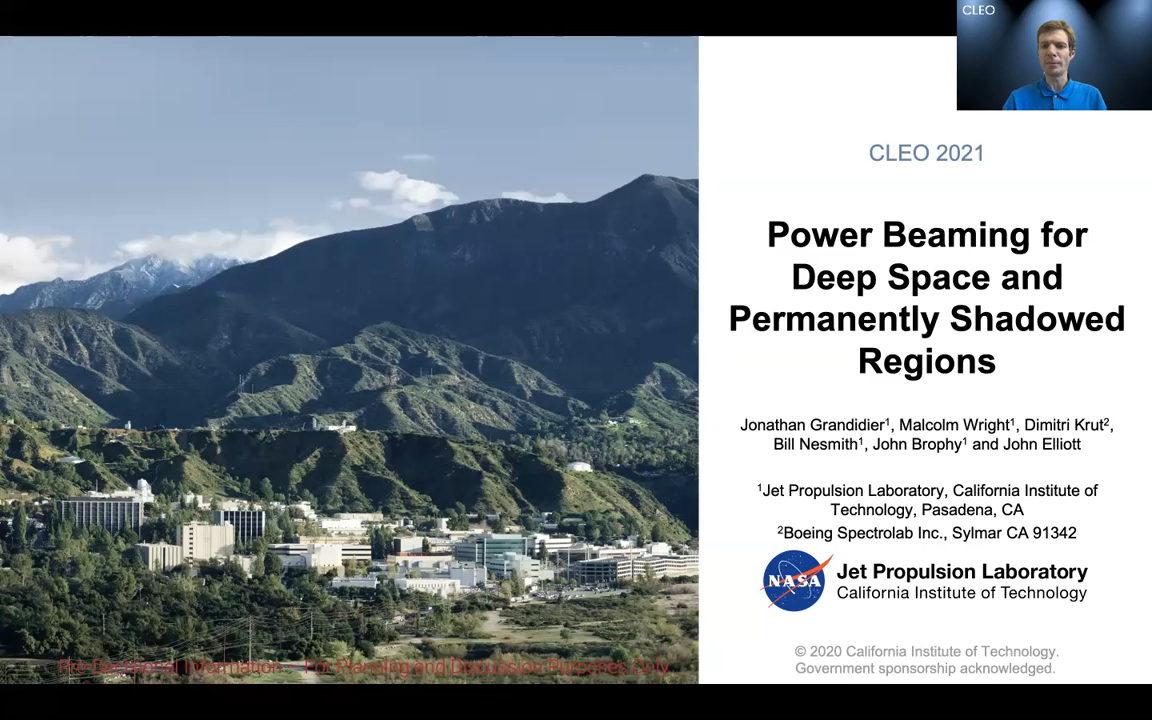 CLEO
CLEO 2021
Power Beaming for
Deep Space and
Permanently Shadowed
Regions
Jonathan Grandidier¹, Malcolm Wright¹, Dimitri Krut²,
Bill Nesmith¹, John Brophy¹ and John Elliott
¹Jet Propulsion Laboratory, California Institute of
Technology, Pasadena, CA
²Boeing Spectrolab Inc., Sylmar CA 91342
NASA
Jet Propulsion Laboratory
California Institute of Technology
© 2020 California Institute of Technology.
Government sponsorship acknowledged.
Pre-Decisional Information – For Planning and Discussion Purposes Only